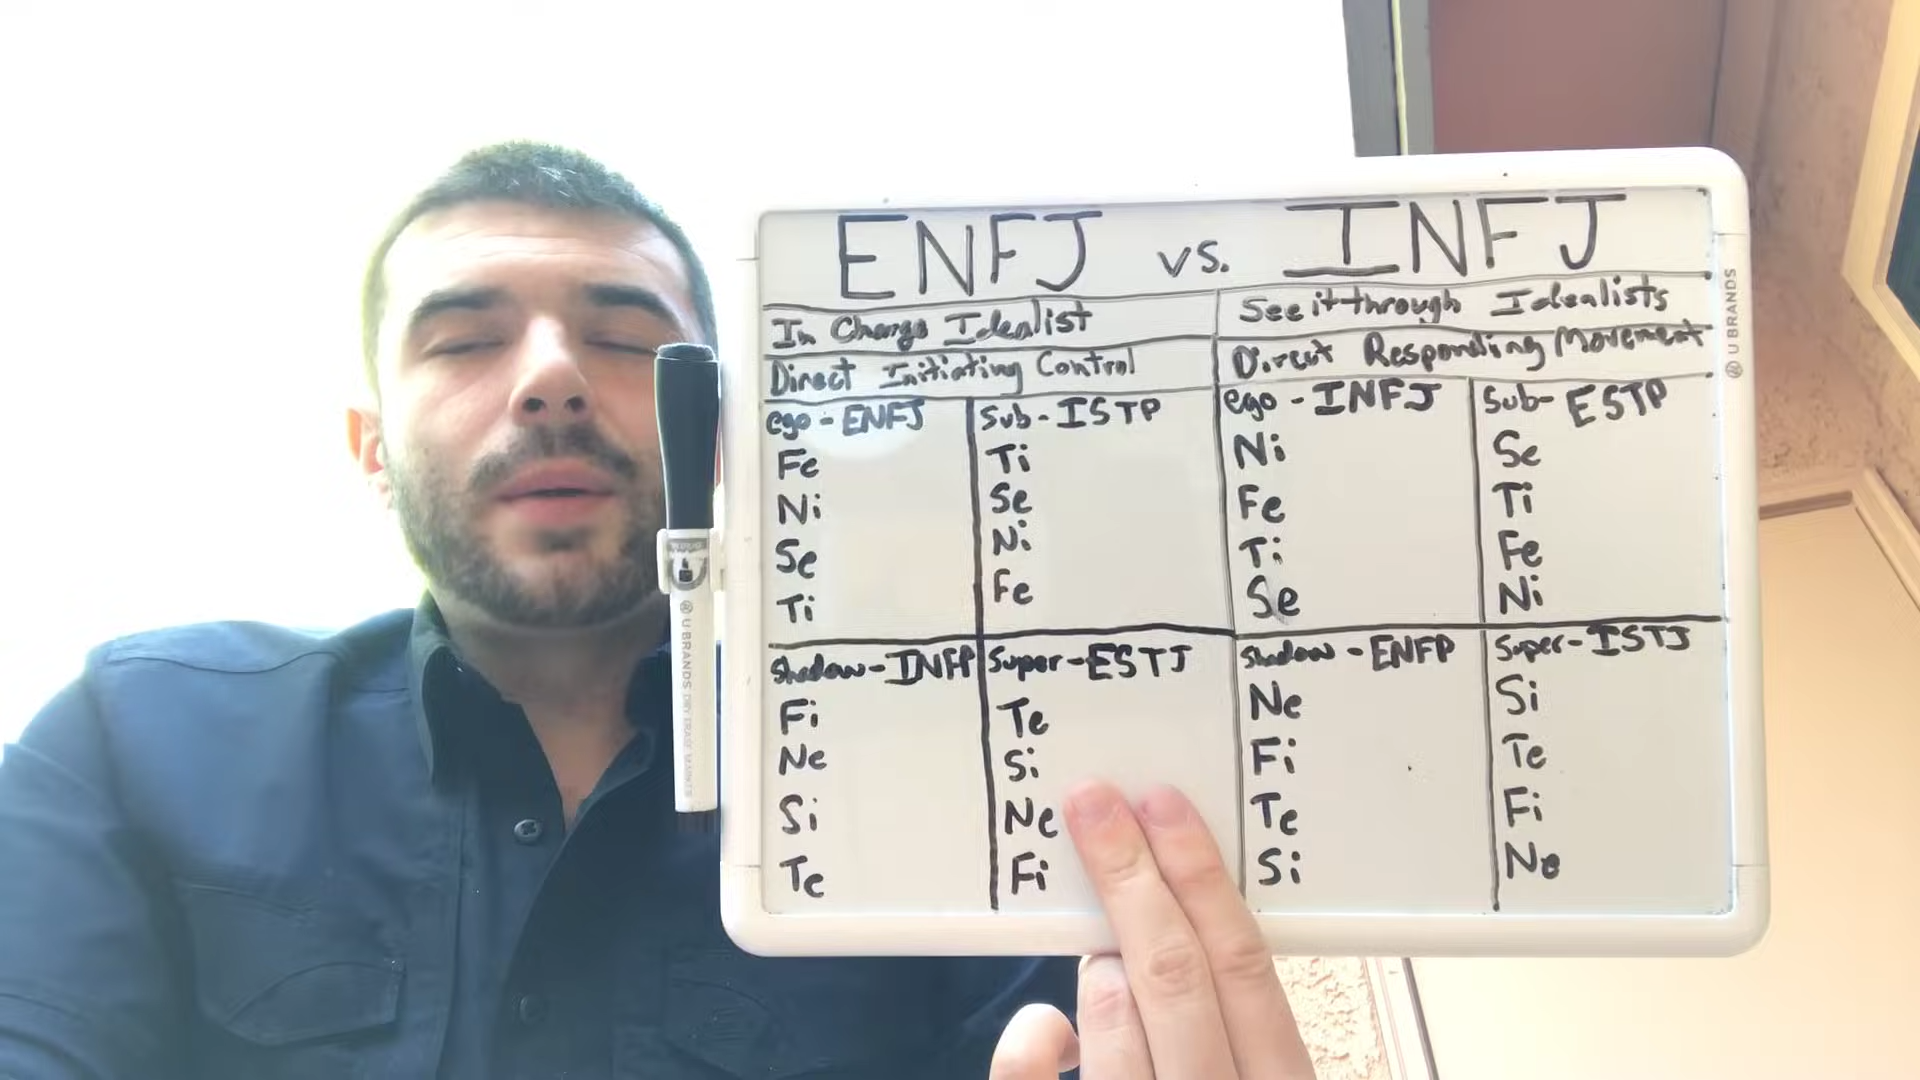 ENFJ vs. INFJ
In Charge Idealist
See it through Idealists
Direct Initiating Control
Direct Responding Movement
ego - ENFJ
Fe
Ni
Se
Ti
Sub - ISTP
Ti
Se
Ni
Fe
ego - INFJ
Ni
Fe
Ti
Se
Sub- ESTP
Se
Ti
Fe
Ni
Shadow - INFP
Fi
Ne
Si
Te
Super - ESTJ
Te
Si
Ne
Fi
Shadow - ENFP
Ne
Fi
Te
Si
Super - ISTJ
Si
Te
Fi
Ne
U BRANDS
U BRANDS DRY ERASE